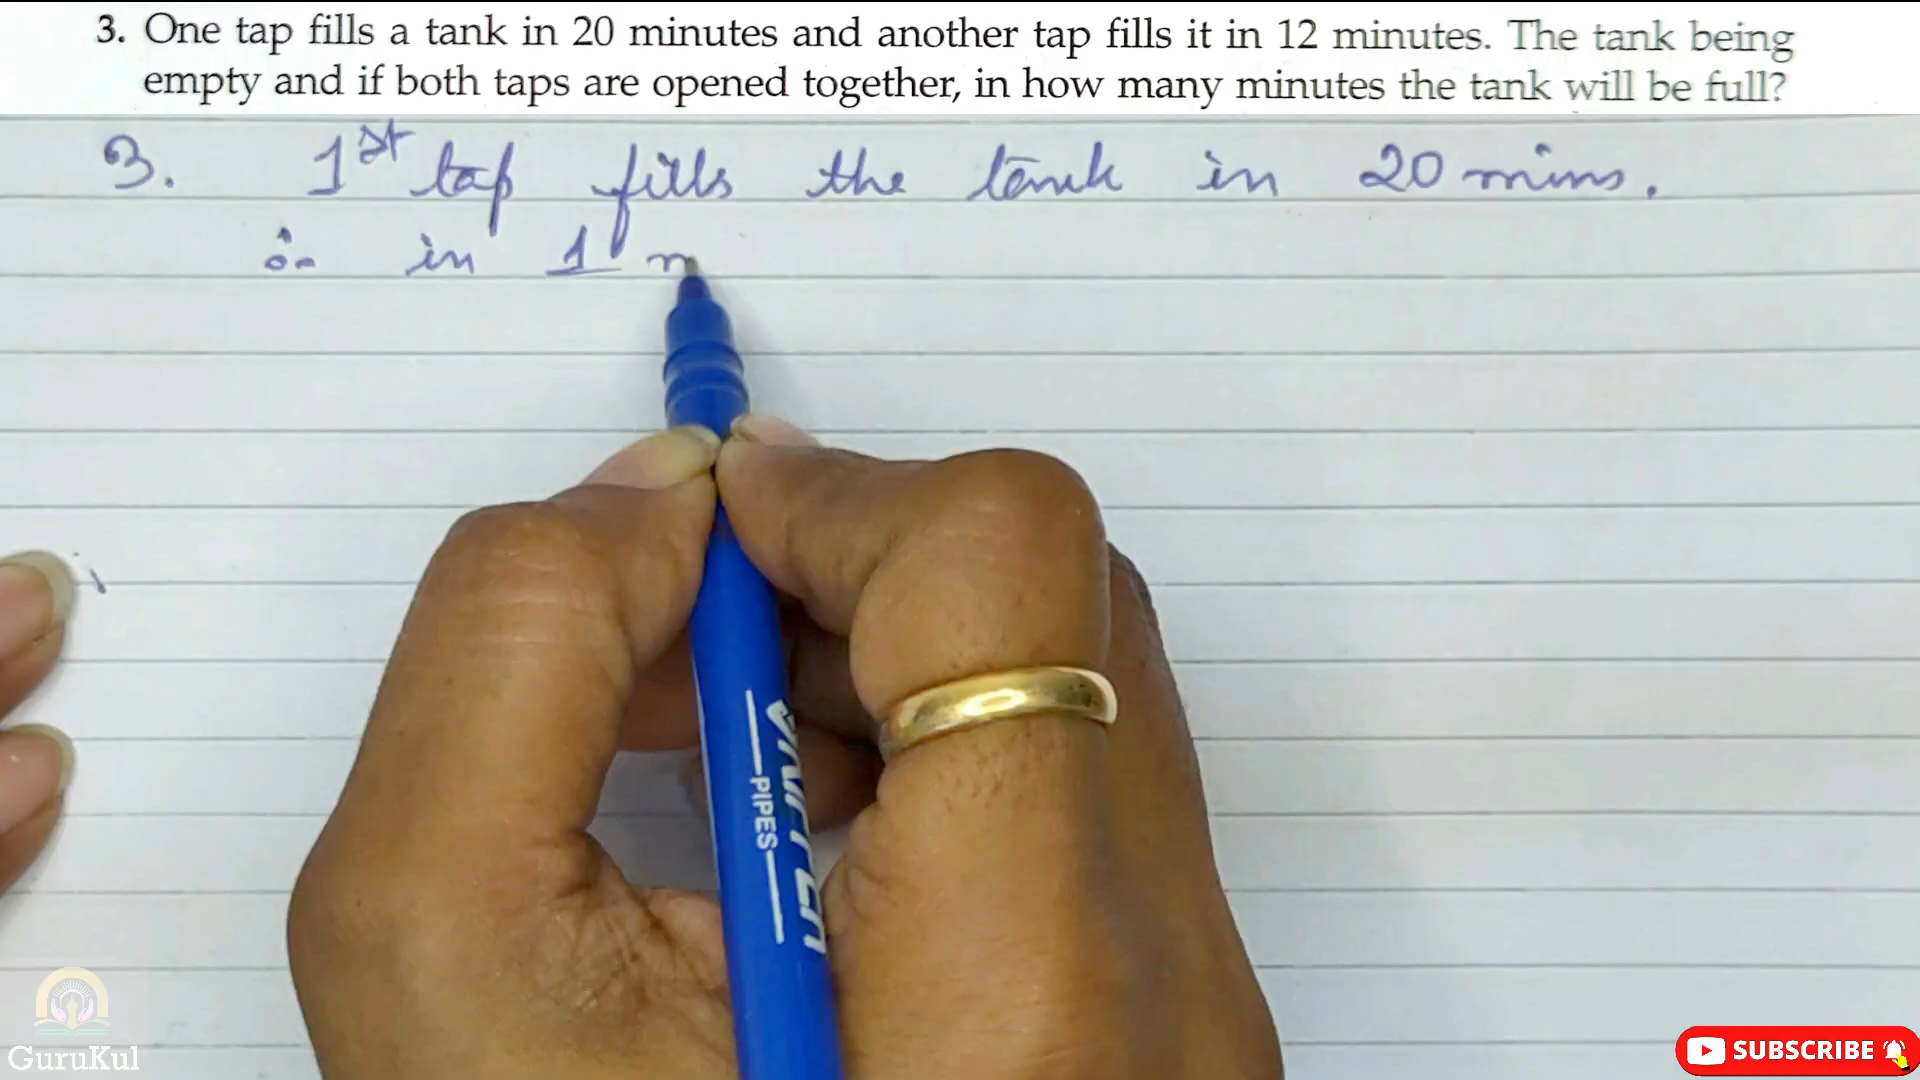 3. One tap fills a tank in 20 minutes and another tap fills it in 12 minutes. The tank being
empty and if both taps are opened together, in how many minutes the tank will be full?
3. 1st tap fills the tank in 20 mins.
∴ in 1 m
PIPES
GuruKul
SUBSCRIBE